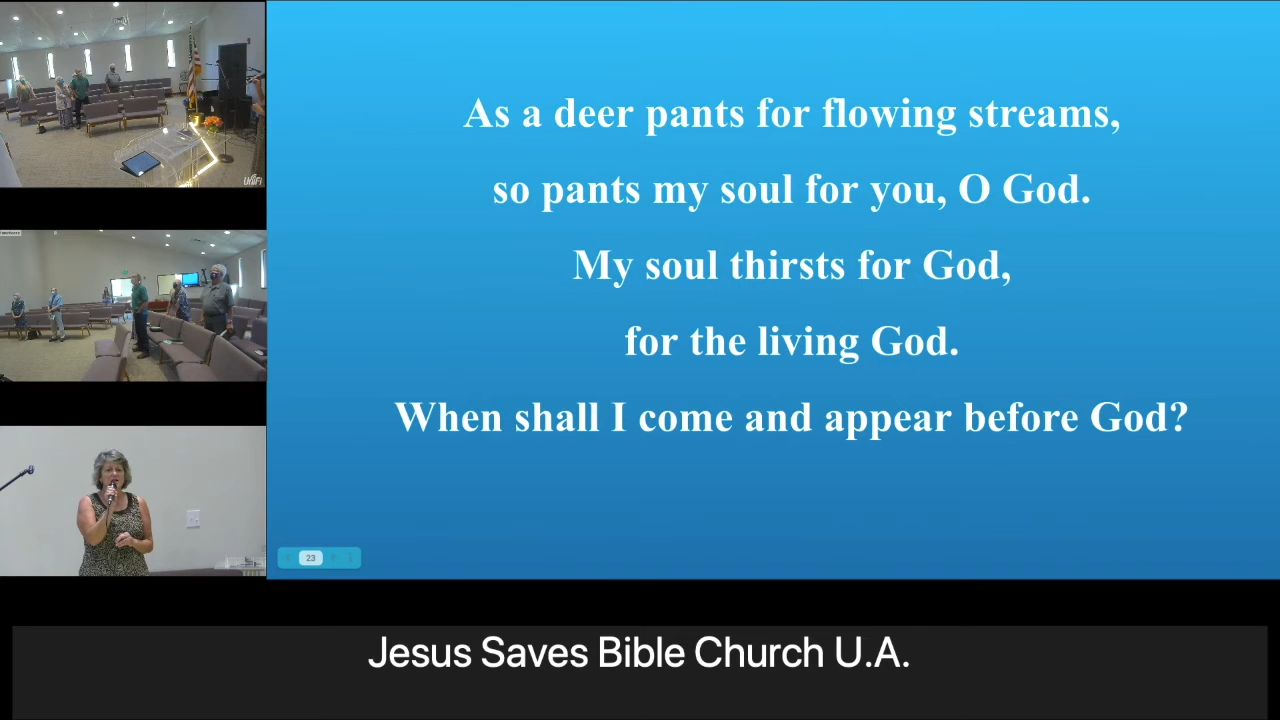 As a deer pants for flowing streams,
so pants my soul for you, O God.
My soul thirsts for God,
for the living God.
When shall I come and appear before God?
UniFi
23
Jesus Saves Bible Church U.A.